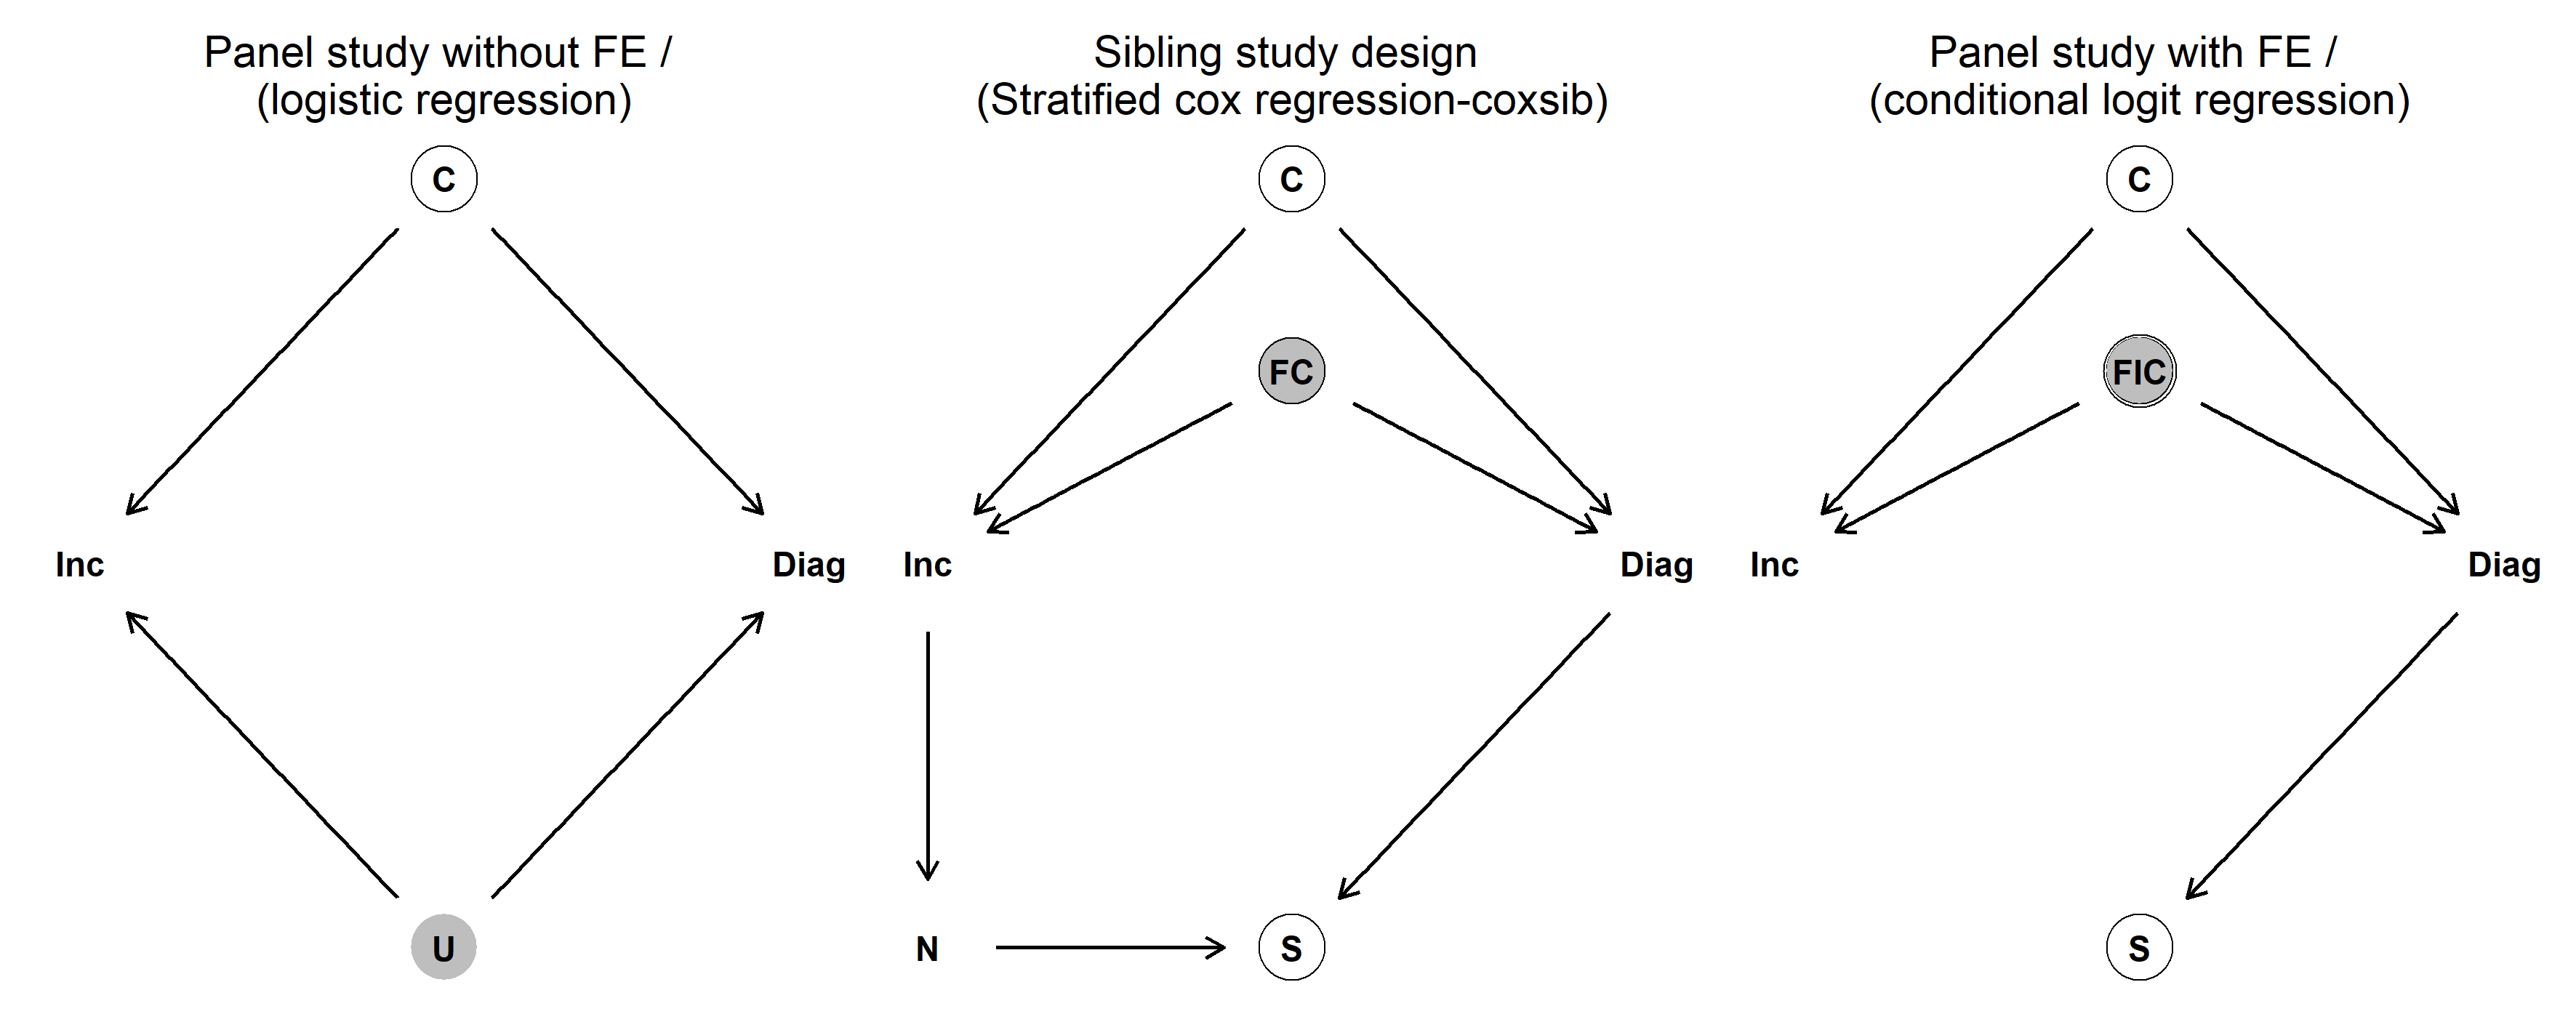 Panel study without FE /
(logistic regression)
C
Inc
Diag
U
Sibling study design
(Stratified cox regression-coxsib)
C
FC
Inc
Diag
N
S
Panel study with FE /
(conditional logit regression)
C
FIC
Inc
Diag
S